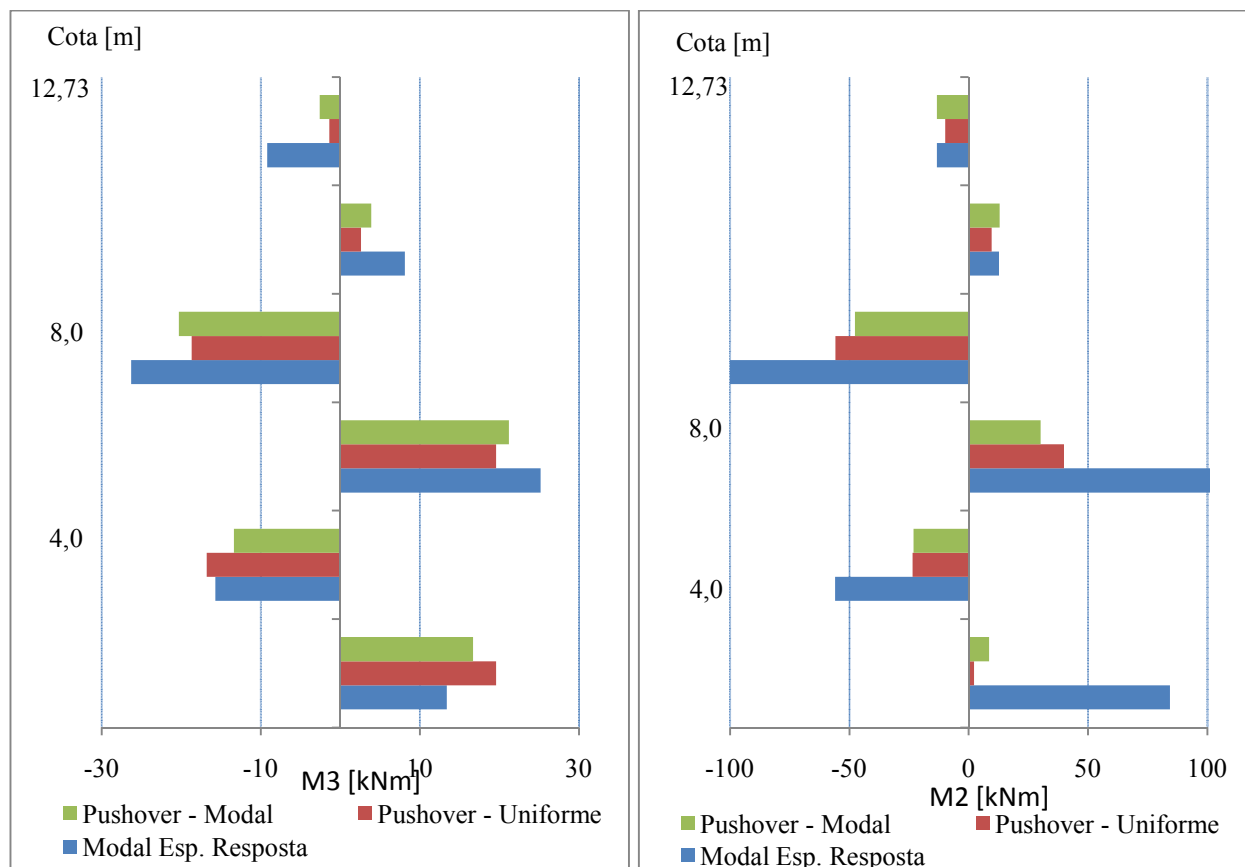 Cota [m]
12,73
8,0
4,0
-30 -10 10 30
M3 [kNm]
Pushover - Modal Pushover - Uniforme
Modal Esp. Resposta
Cota [m]
12,73
8,0
4,0
-100 -50 0 50 100
M2 [kNm]
Pushover - Modal Pushover - Uniforme
Modal Esp. Resposta